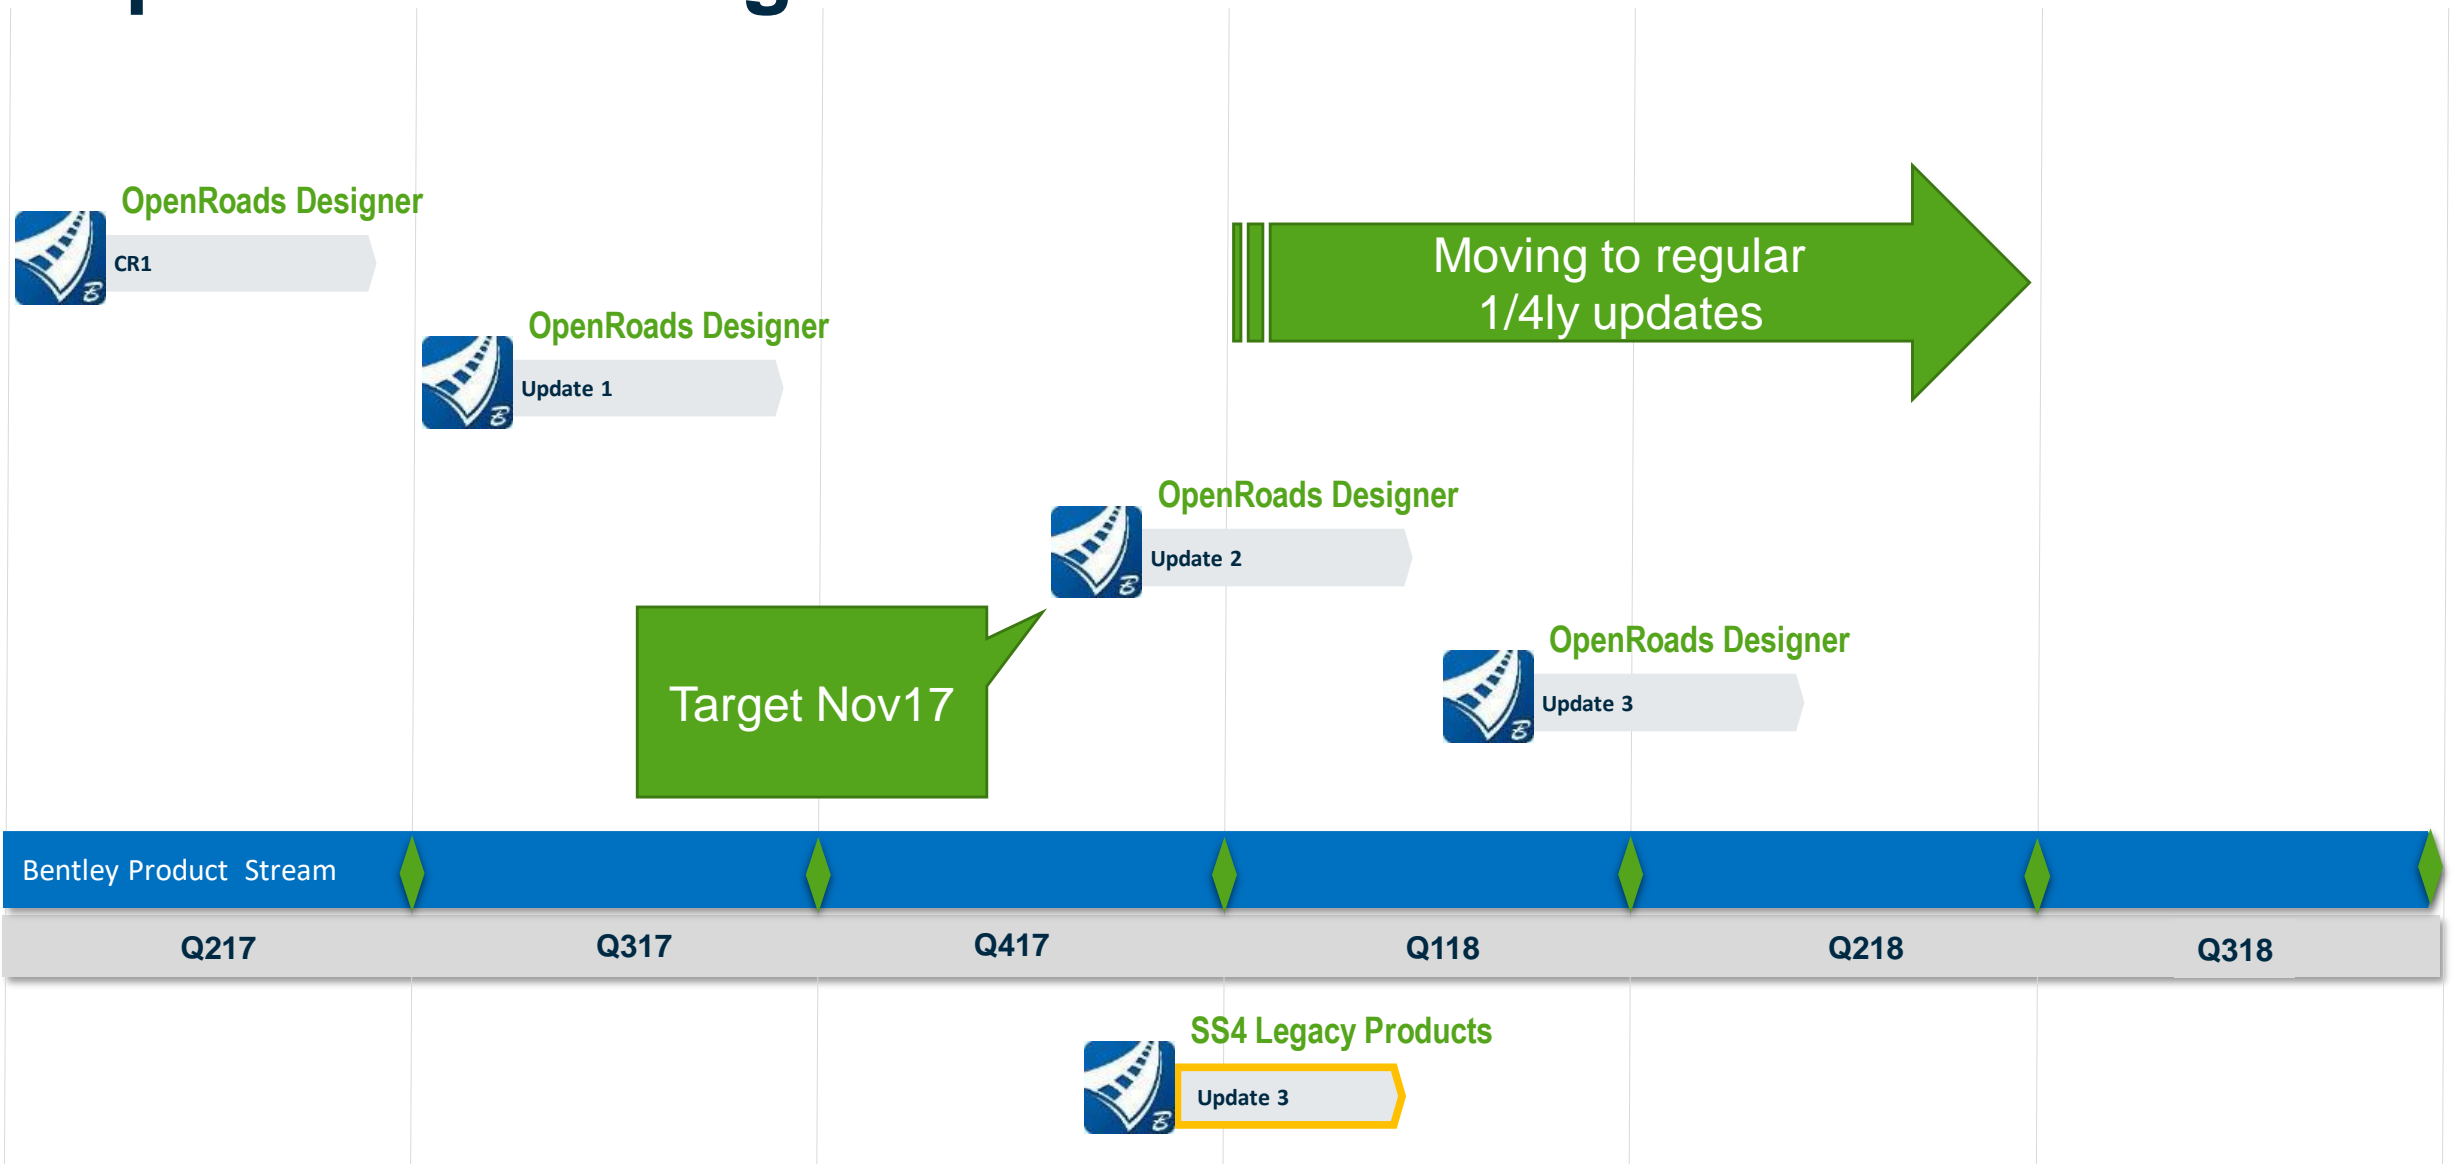 OpenRoads Designer
CR1
OpenRoads Designer
Update 1
Moving to regular
1/4ly updates
OpenRoads Designer
Update 2
Target Nov17
OpenRoads Designer
Update 3
Bentley Product  Stream
Q217
Q317
Q417
Q118
Q218
Q318
SS4 Legacy Products
Update 3